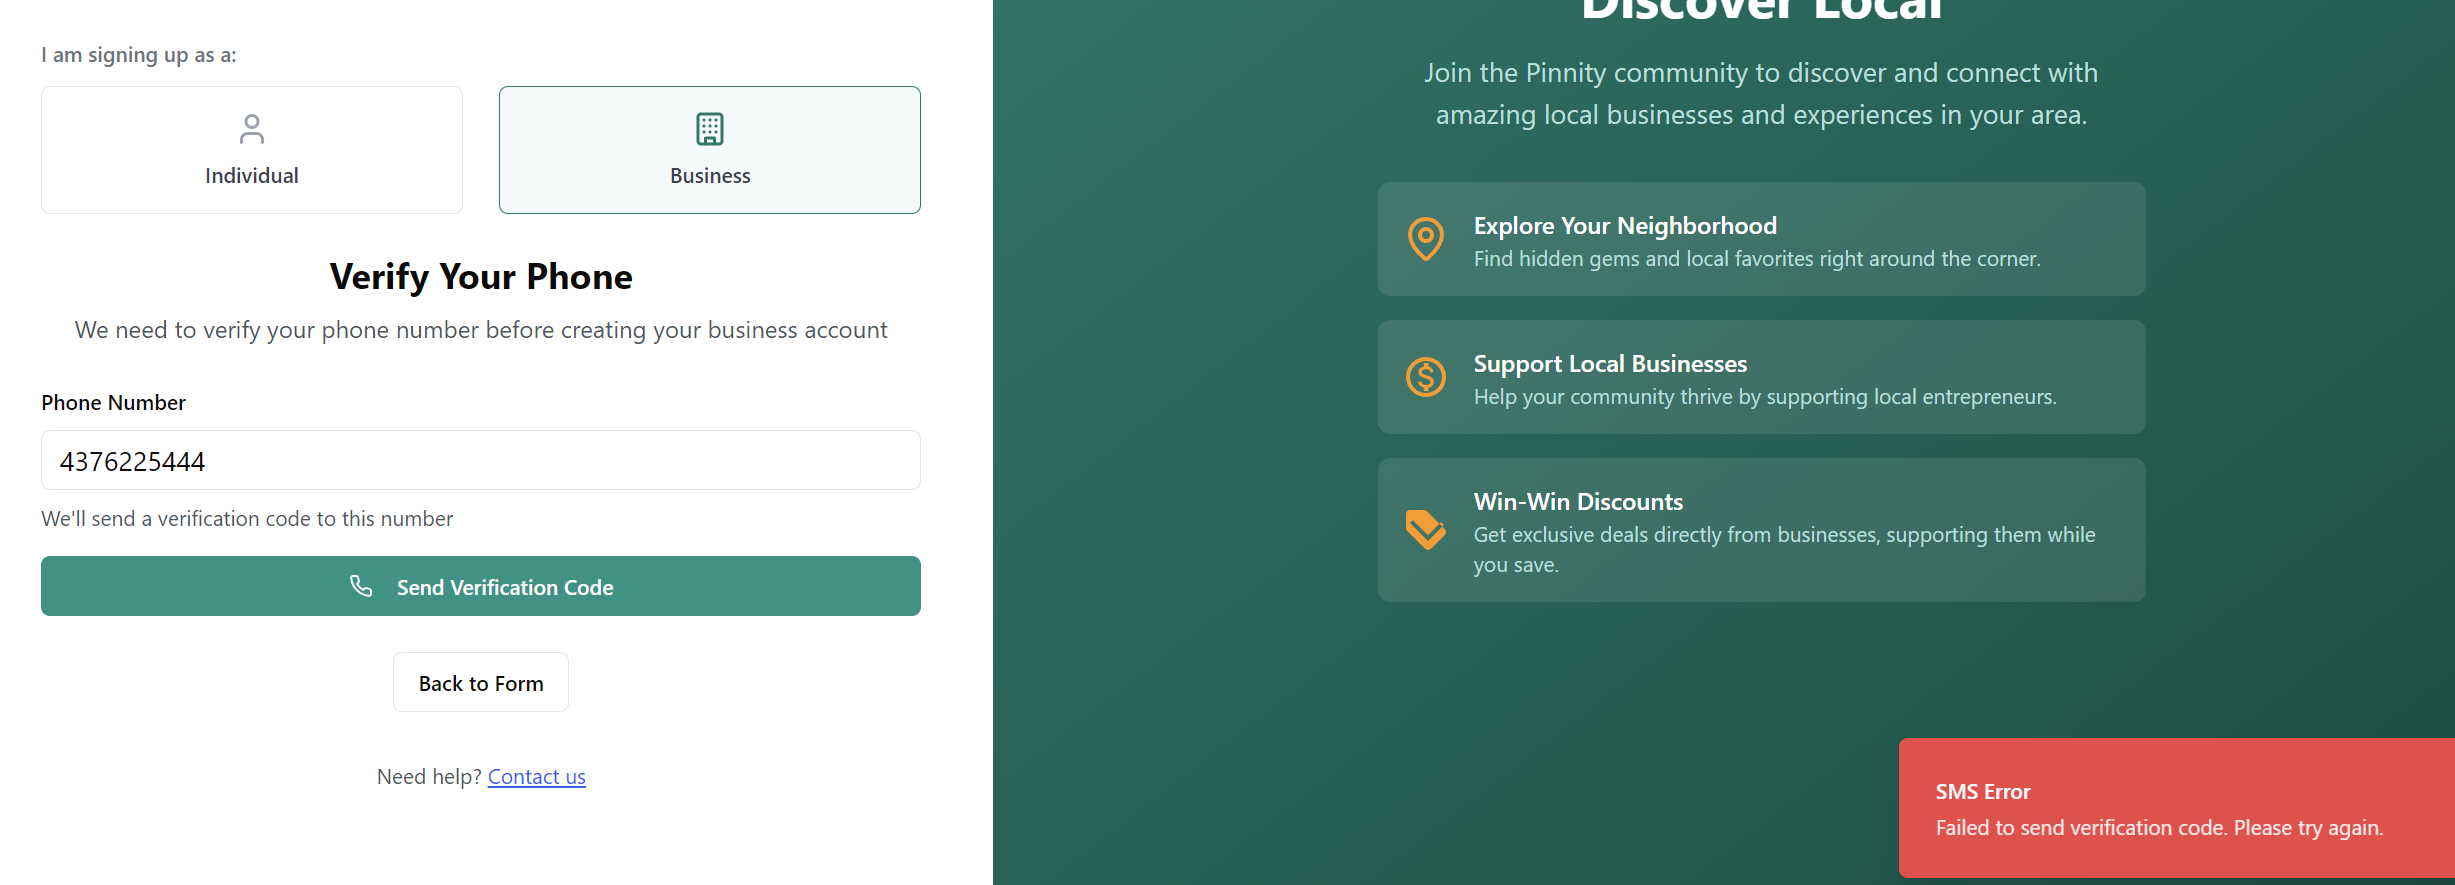 I am signing up as a:
Individual
Business
Verify Your Phone
We need to verify your phone number before creating your business account
Phone Number
4376225444
We'll send a verification code to this number
Send Verification Code
Back to Form
Need help? Contact us
Discover Local
Join the Pinnity community to discover and connect with
amazing local businesses and experiences in your area.
Explore Your Neighborhood
Find hidden gems and local favorites right around the corner.
Support Local Businesses
Help your community thrive by supporting local entrepreneurs.
Win-Win Discounts
Get exclusive deals directly from businesses, supporting them while
you save.
SMS Error
Failed to send verification code. Please try again.